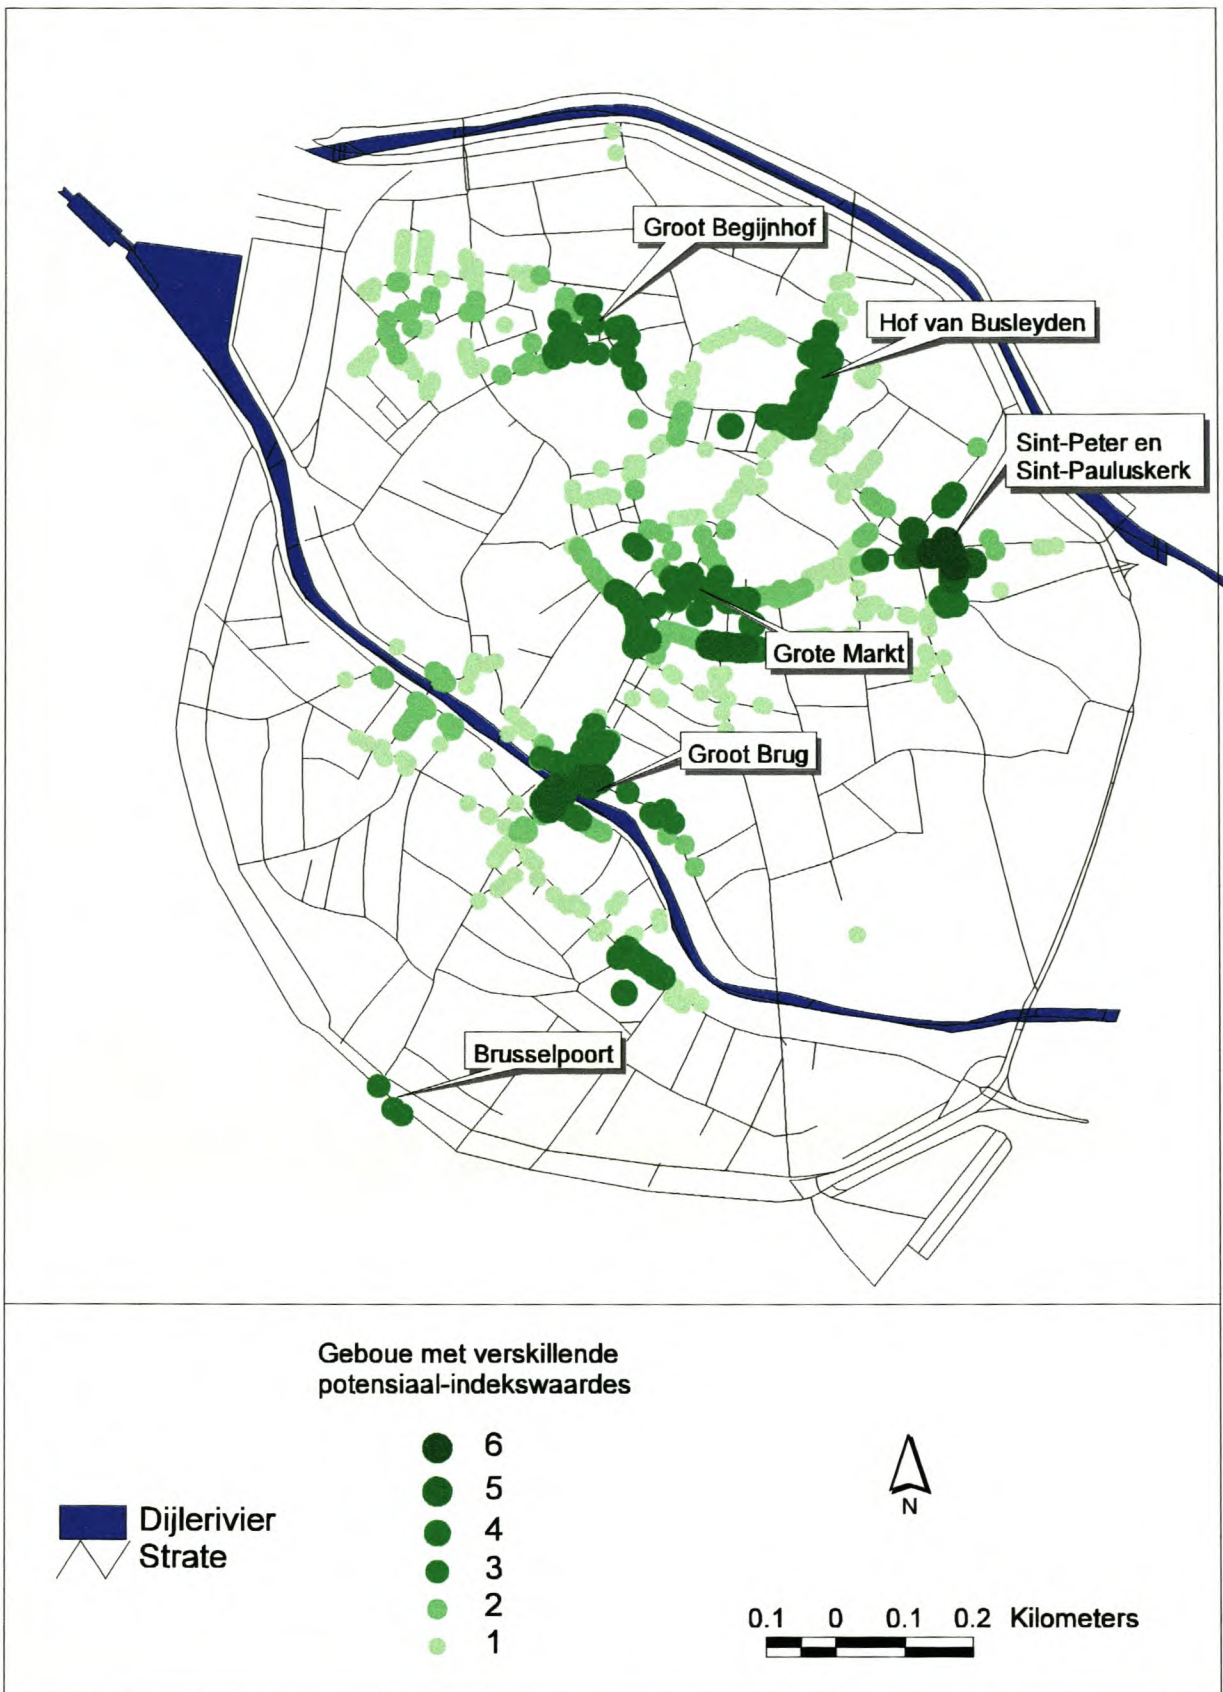 Groot Begijnhof
Hof van Busleyden
Sint-Peter en
Sint-Pauluskerk
Grote Markt
Groot Brug
Brusselpoort
Geboue met verskillende
potensiaal-indekswaardes
6
5
4
3
2
1
Dijlerivier
Strate
N
0.1 0 0.1 0.2 Kilometers